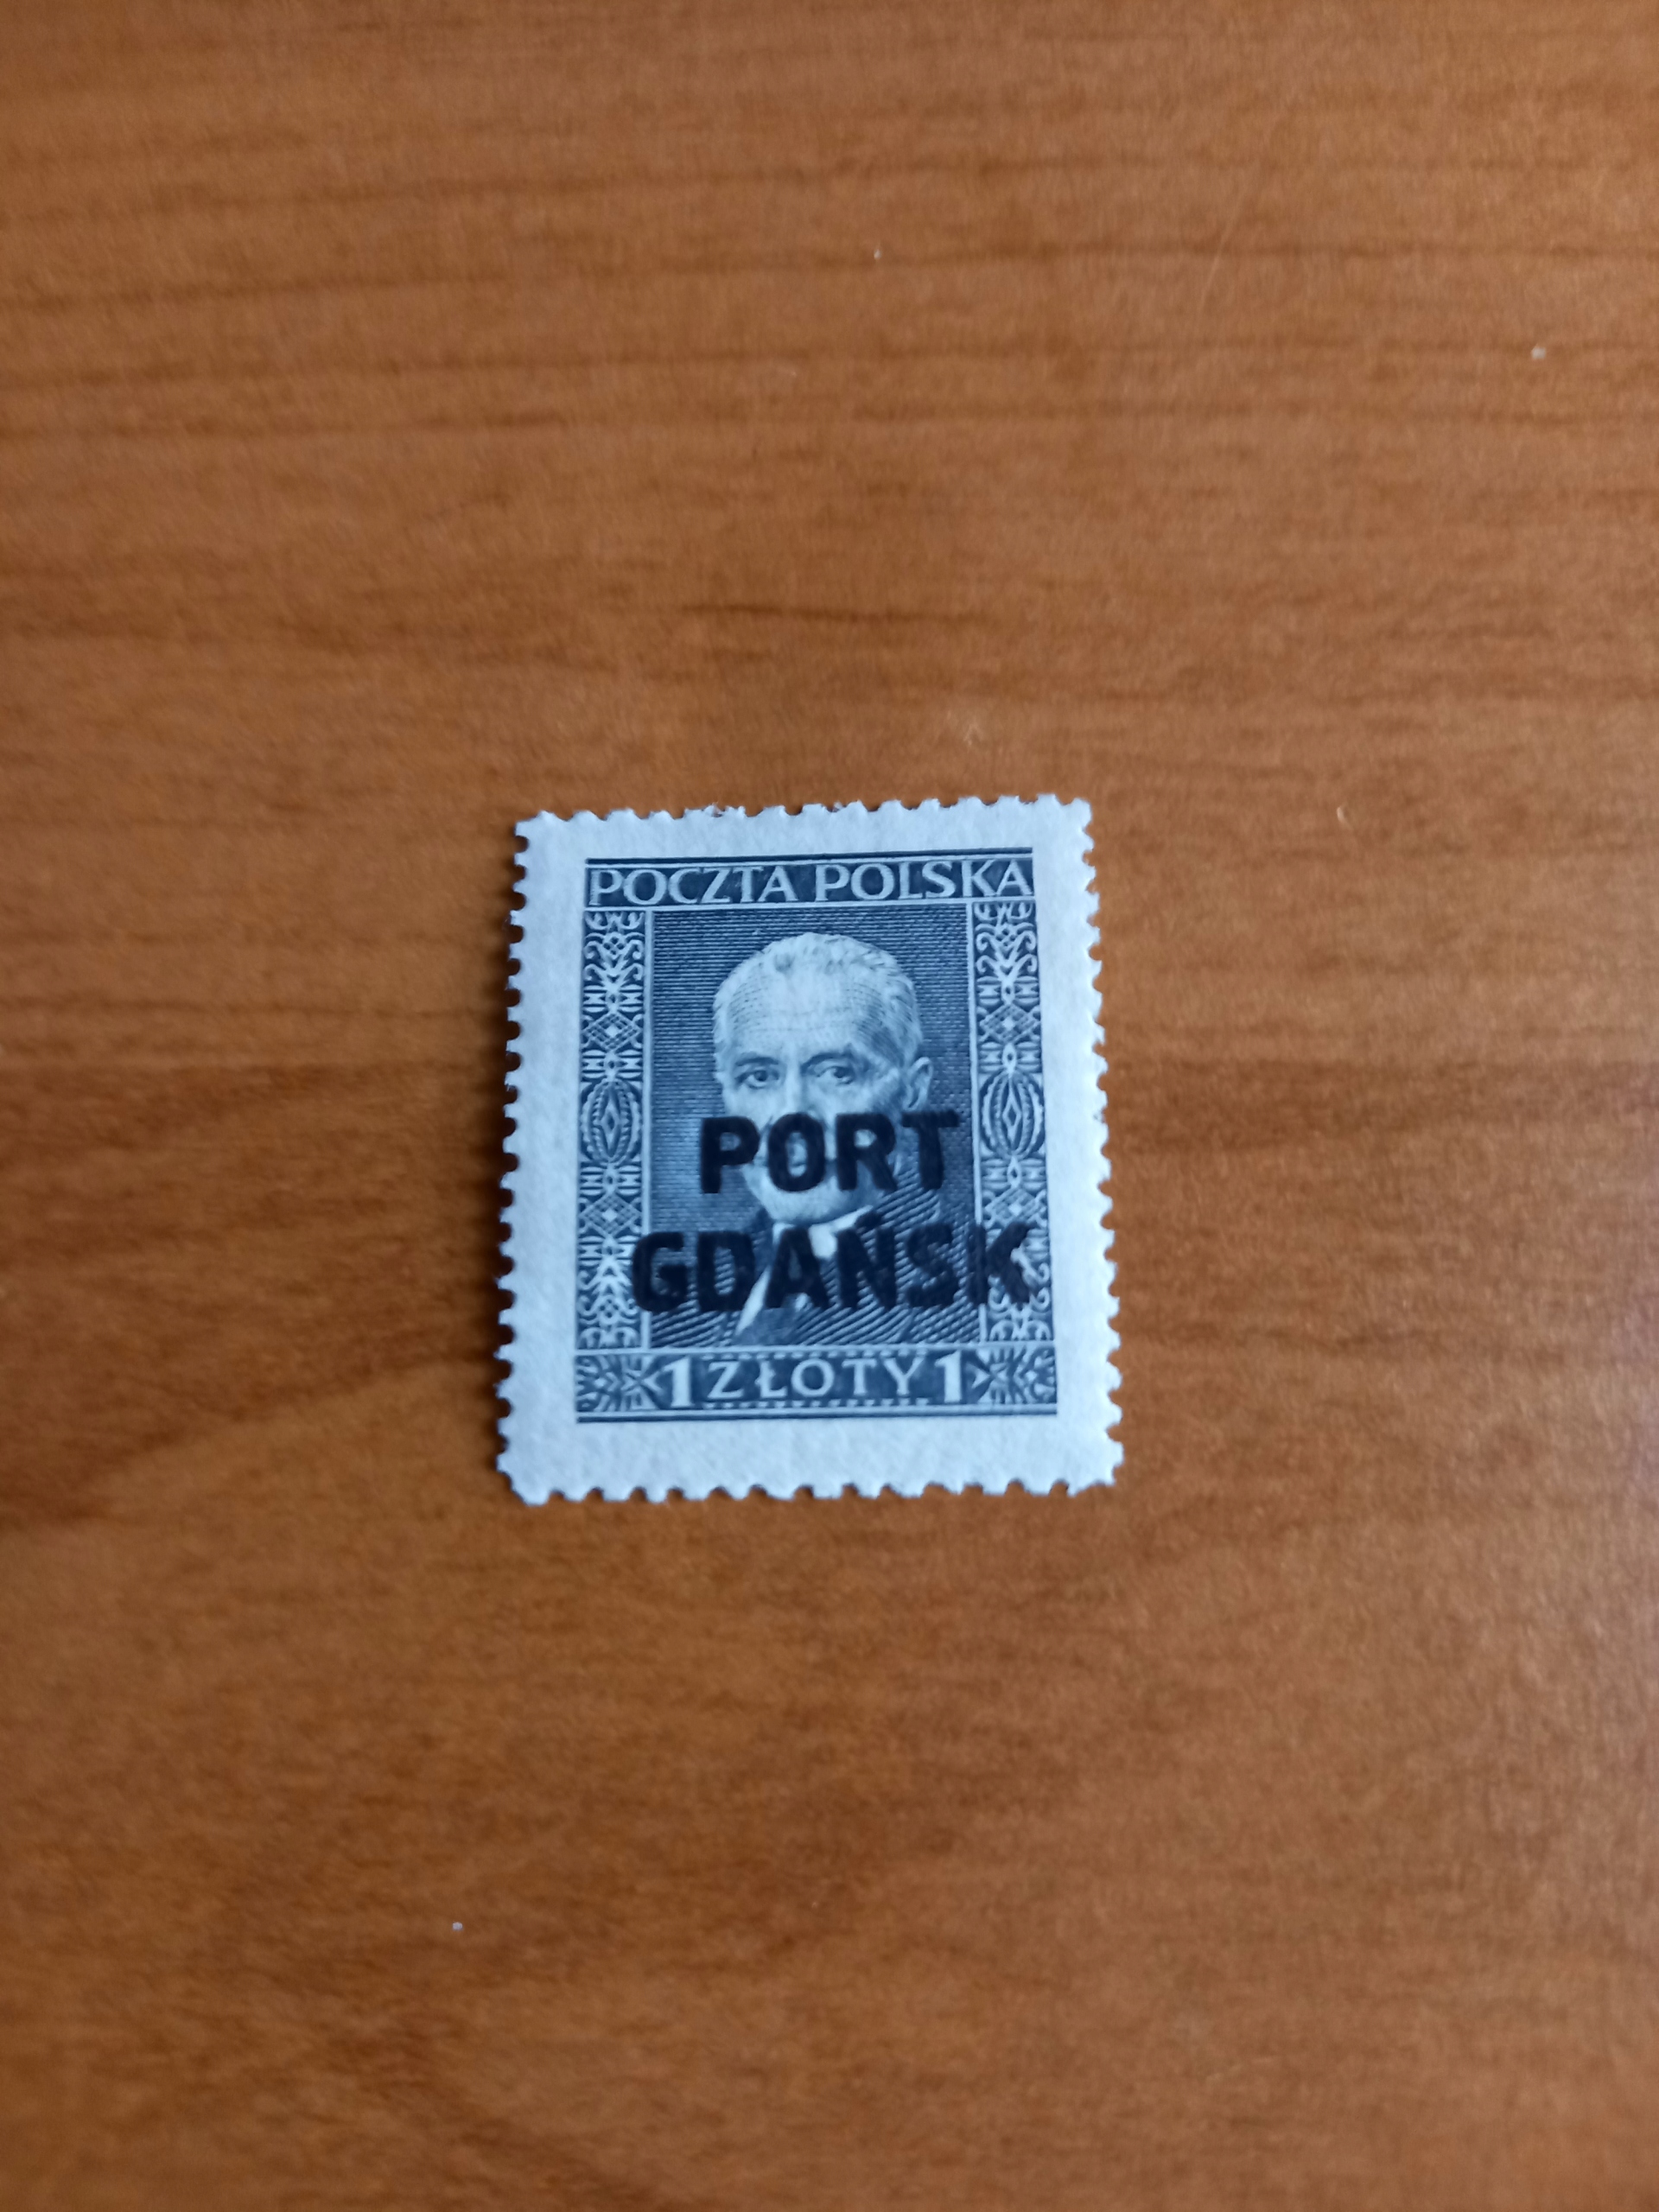 POCZTA POLSKA
PORT
GDAŃSK
1 ZŁOTY 1